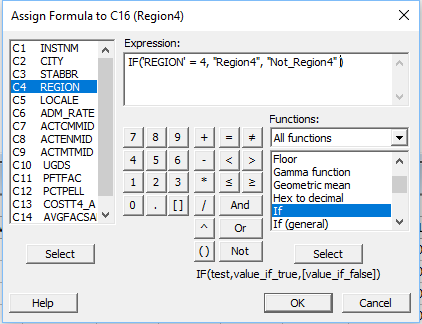 Assign Formula to C16 (Region4)
Expression:
C1 INSTNM
C2 CITY
C3 STABBR
C4 REGION
C5 LOCALE
C6 ADM_RATE
C7 ACTCMMID
C8 ACTENMID
C9 ACTMTMID
C10 UGDS
C11 PFTFAC
C12 PCTPELL
C13 COSTT4_A
C14 AVGFACSA
Select
IF('REGION' = 4, "Region4", "Not_Region4" )
7 8 9 + = ≠
4 5 6 - < >
1 2 3 * ≤ ≥
0 . [ ] / And
^ Or
( ) Not
Functions:
All functions
Floor
Gamma function
Geometric mean
Hex to decimal
If
If (general)
Select
IF(test,value_if_true,[value_if_false])
Help
OK
Cancel